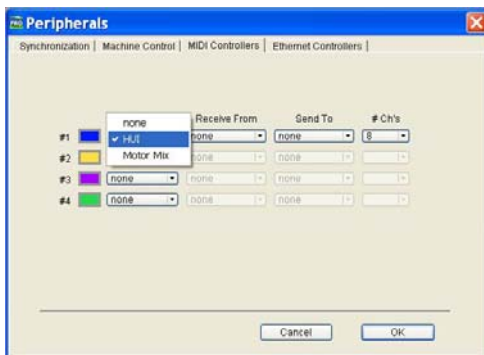 PRO Peripherals
Synchronization | Machine Control | MIDI Controllers | Ethernet Controllers |
Receive From Send To # Ch's
none
#1 ✓ HUI none none 8
#2 Motor Mix none none
#3 none none none
#4 none none none
Cancel OK